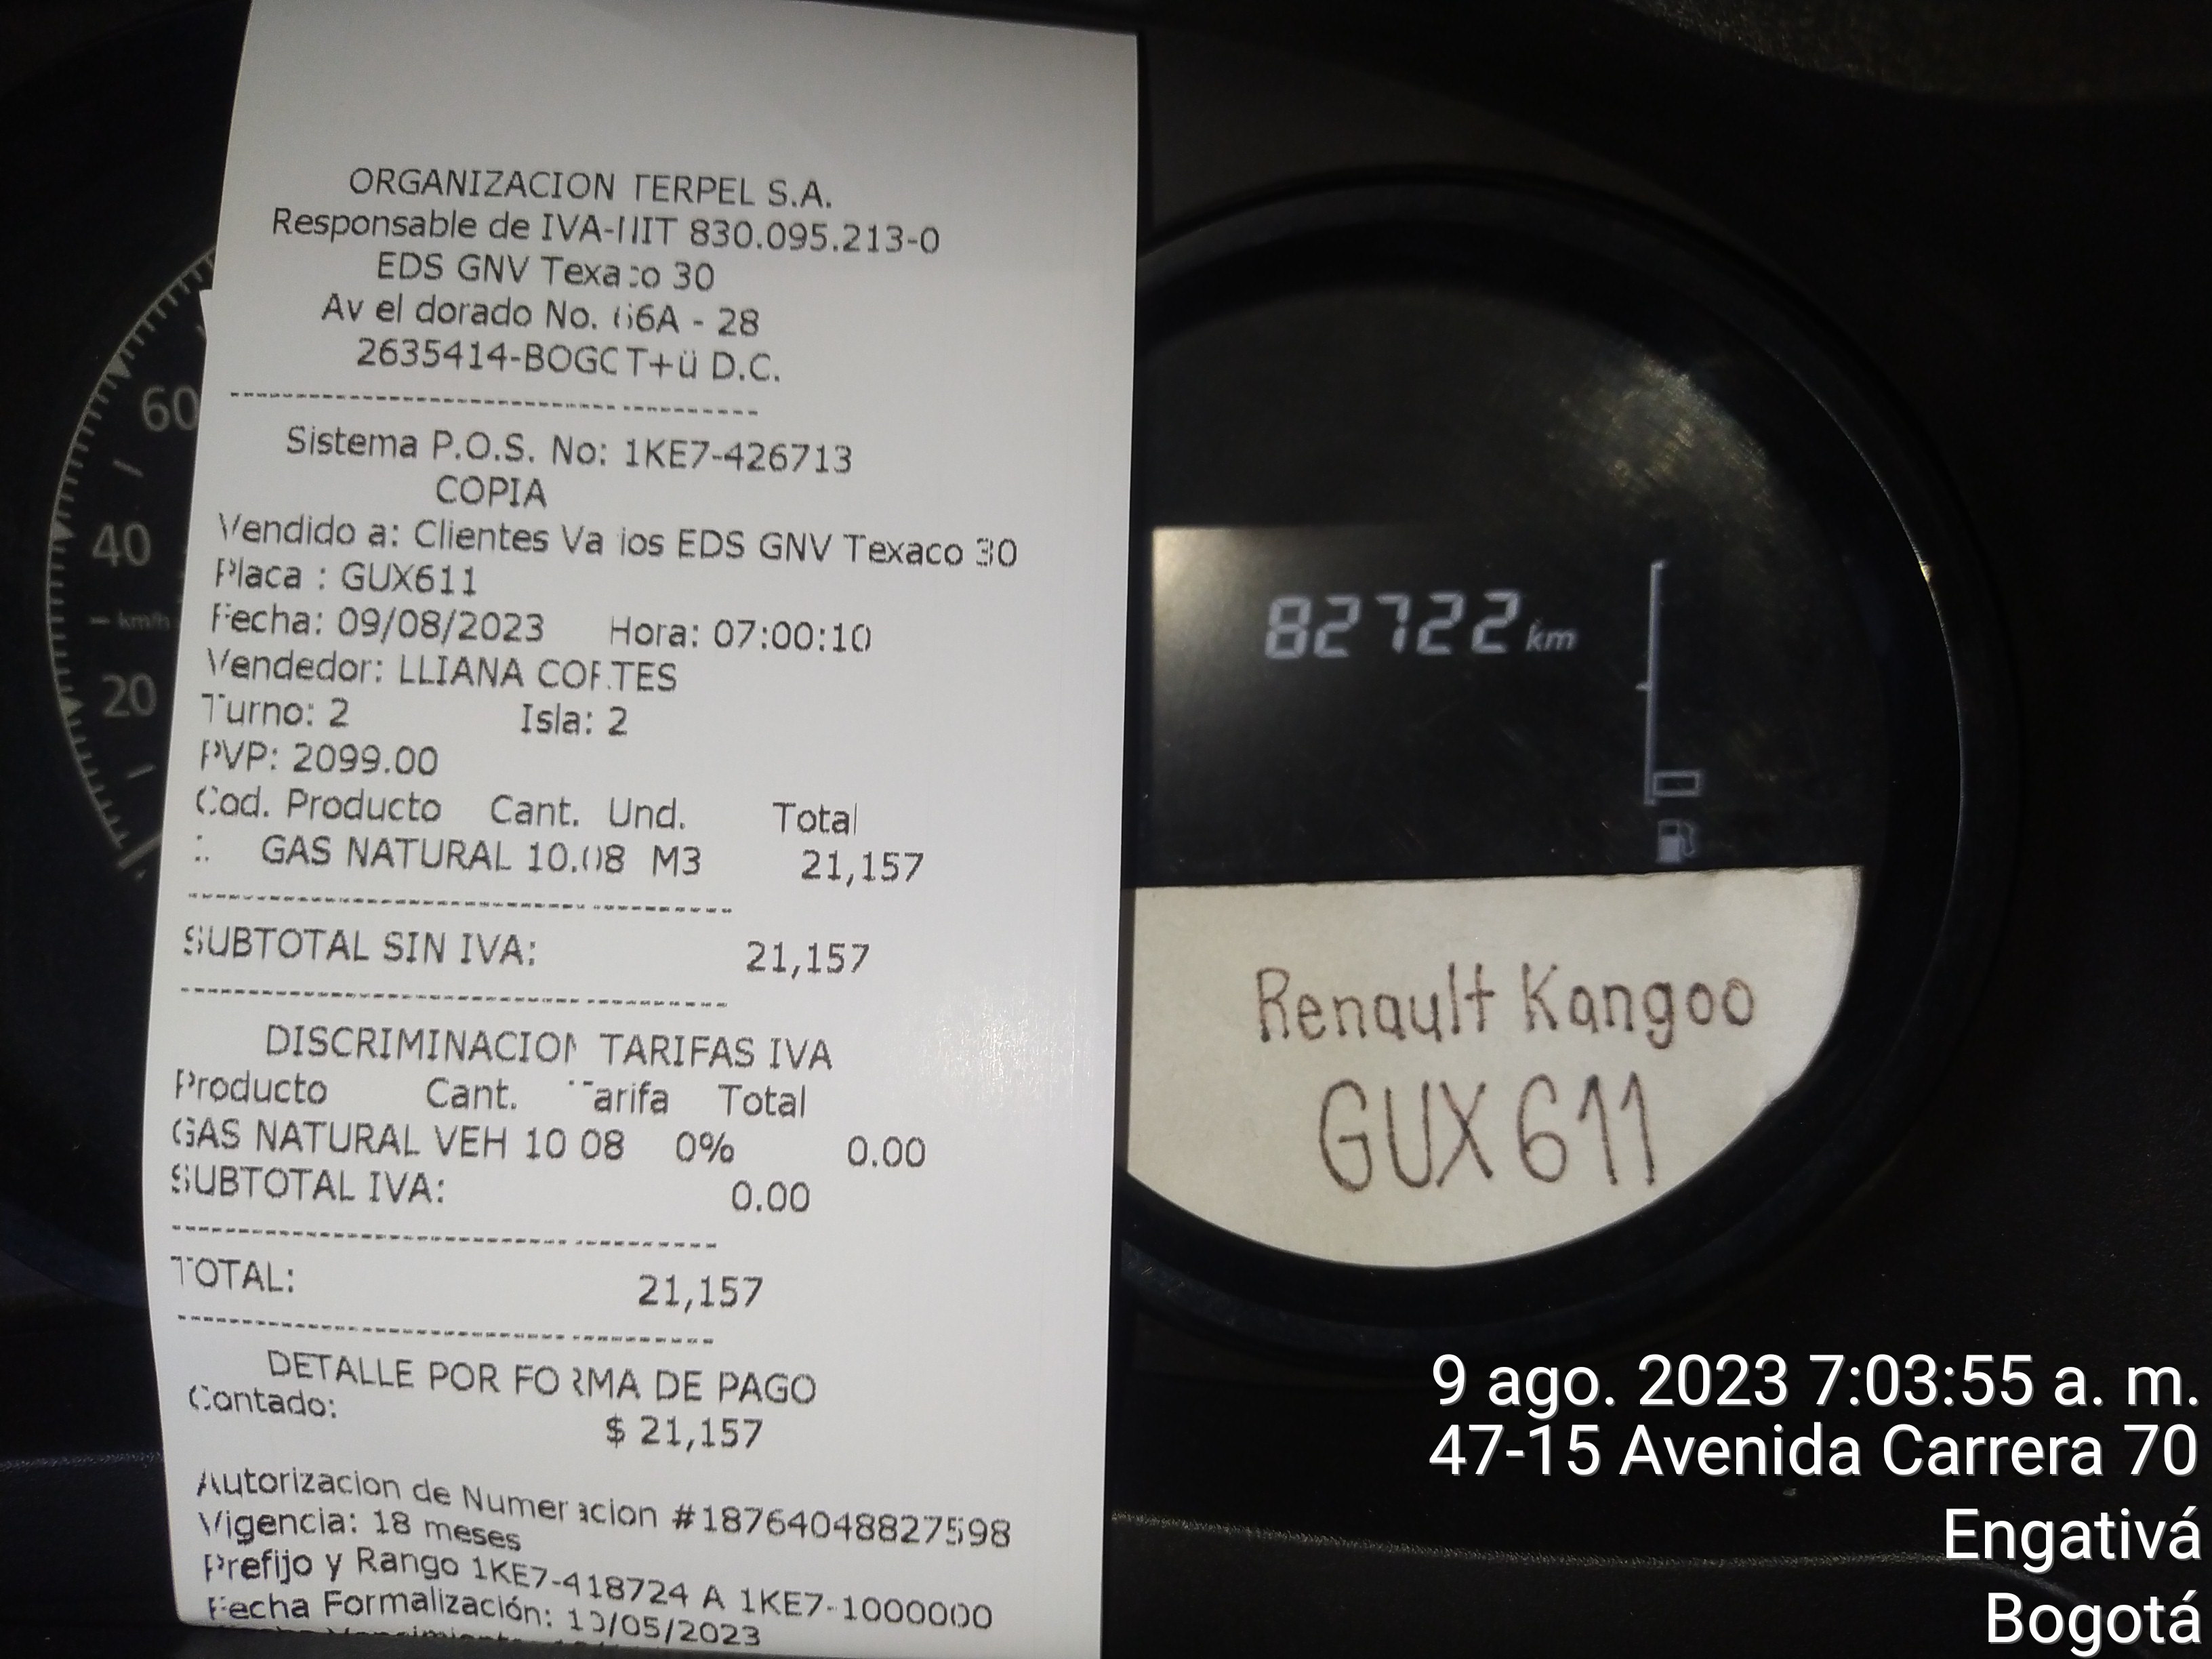 ORGANIZACION TERPEL S.A.
Responsable de IVA-NIT 830.095.213-0
EDS GNV Texaco 30
Av el dorado No. 66A - 28
2635414-BOGOT+ü D.C.
Sistema P.O.S. No: 1KE7-426713
COPIA
Vendido a: Clientes Varios EDS GNV Texaco 30
Placa : GUX611
Fecha: 09/08/2023 Hora: 07:00:10
Vendedor: LLIANA CORTES
Turno: 2 Isla: 2
PVP: 2099.00
Cod. Producto Cant. Und. Total
GAS NATURAL 10.08 M3 21,157
SUBTOTAL SIN IVA: 21,157
DISCRIMINACION TARIFAS IVA
Producto Cant. Tarifa Total
GAS NATURAL VEH 10.08 0% 0.00
SUBTOTAL IVA: 0.00
TOTAL: 21,157
DETALLE POR FORMA DE PAGO
Contado: $ 21,157
Autorizacion de Numeracion #18764048827598
Vigencia: 18 meses
Prefijo y Rango 1KE7-418724 A 1KE7-1000000
Fecha Formalización: 10/05/2023
60
40
km/h
20
82722 km
Renault Kangoo
GUX611
9 ago. 2023 7:03:55 a. m.
47-15 Avenida Carrera 70
Engativá
Bogotá